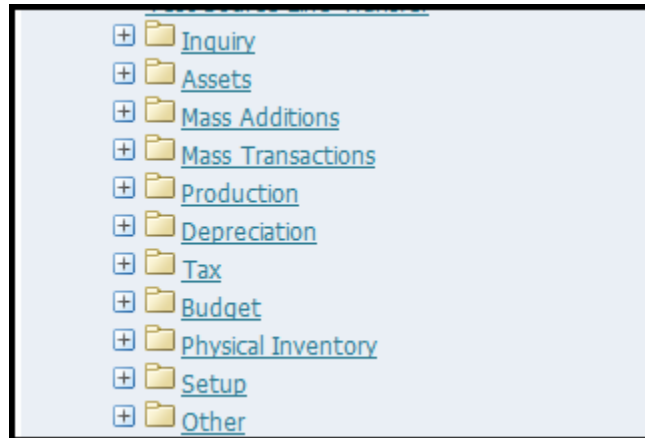 Inquiry
Assets
Mass Additions
Mass Transactions
Production
Depreciation
Tax
Budget
Physical Inventory
Setup
Other